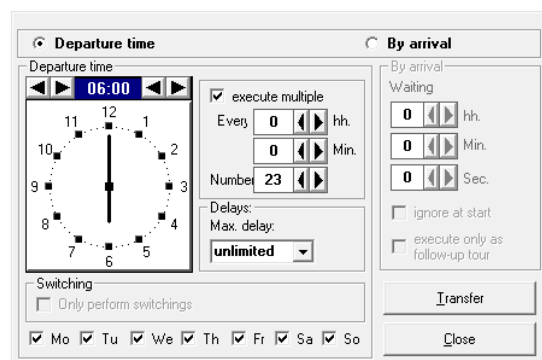 Departure time
By arrival
Departure time
06:00
12
1
2
3
4
5
6
7
8
9
10
11
execute multiple
Every 0 hh.
0 Min.
Number 23
Delays:
Max. delay:
unlimited
By arrival
Waiting
0 hh.
0 Min.
0 Sec.
ignore at start
execute only as
follow-up tour
Switching
Only perform switchings
Mo Tu We Th Fr Sa So
Transfer
Close